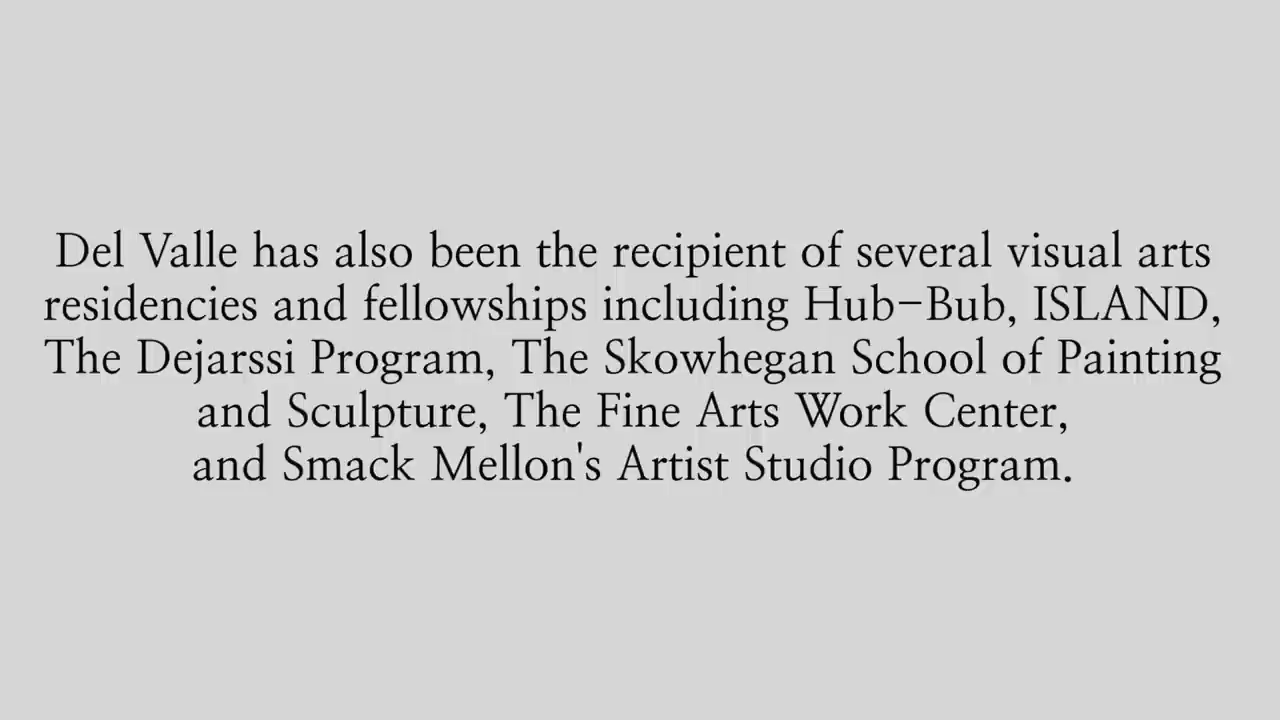 Del Valle has also been the recipient of several visual arts
residencies and fellowships including Hub-Bub, ISLAND,
The Dejarssi Program, The Skowhegan School of Painting
and Sculpture, The Fine Arts Work Center,
and Smack Mellon's Artist Studio Program.